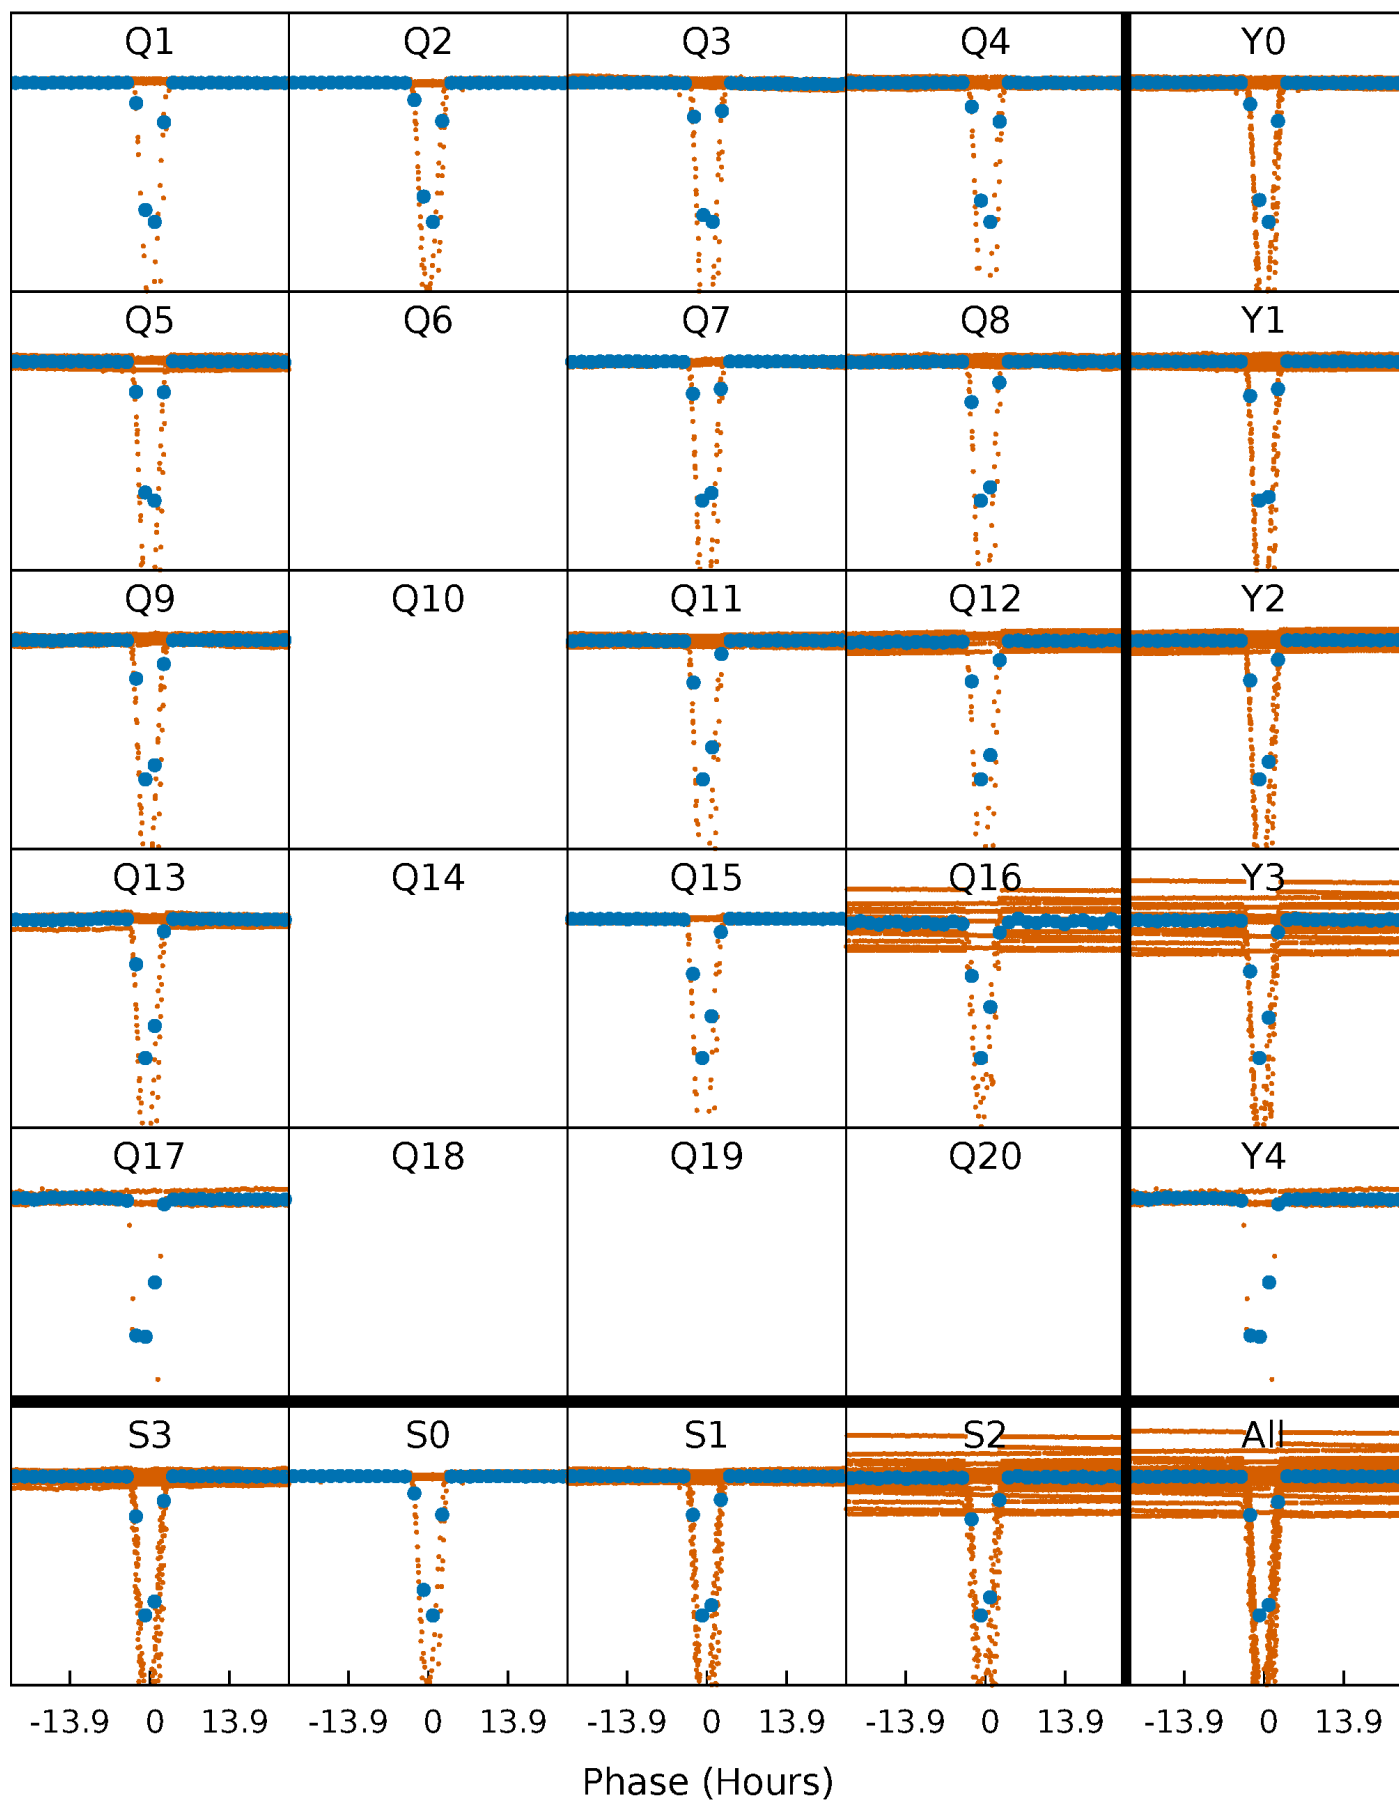 Q1 Q2 Q3 Q4 Y0
Q5 Q6 Q7 Q8 Y1
Q9 Q10 Q11 Q12 Y2
Q13 Q14 Q15 Q16 Y3
Q17 Q18 Q19 Q20 Y4
S3 S0 S1 S2 All
-13.9 0 13.9 -13.9 0 13.9 -13.9 0 13.9 -13.9 0 13.9 -13.9 0 13.9
Phase (Hours)